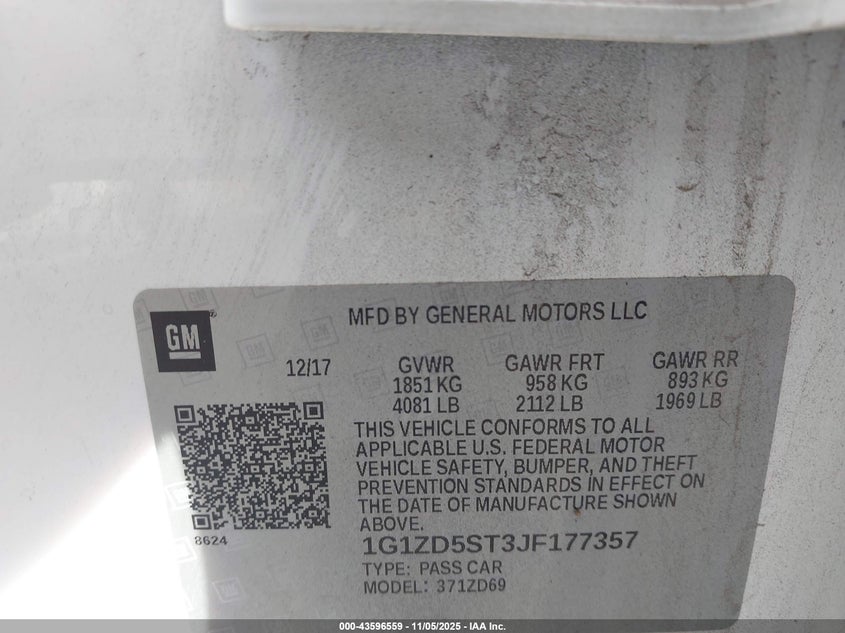 MFD BY GENERAL MOTORS LLC
GM
12/17
GVWR
1851 KG
4081 LB
GAWR FRT
958 KG
2112 LB
GAWR RR
893 KG
1969 LB
THIS VEHICLE CONFORMS TO ALL
APPLICABLE U.S. FEDERAL MOTOR
VEHICLE SAFETY, BUMPER, AND THEFT
PREVENTION STANDARDS IN EFFECT ON
THE DATE OF MANUFACTURE SHOWN
ABOVE.
8624
1G1ZD5ST3JF177357
TYPE: PASS CAR
MODEL: 371ZD69
000-43596559 - 11/05/2025 - IAA Inc.